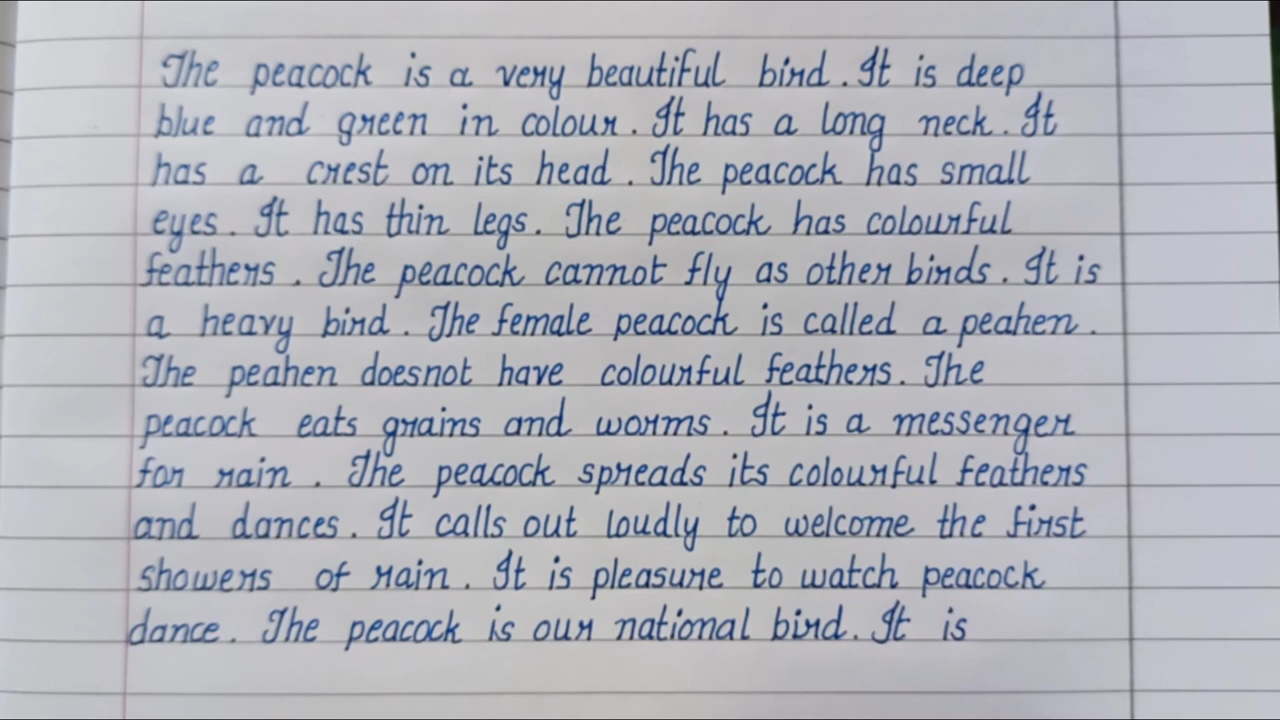 The peacock is a very beautiful bird. It is deep
blue and green in colour. It has a long neck. It
has a crest on its head. The peacock has small
eyes. It has thin legs. The peacock has colourful
feathers. The peacock cannot fly as other birds. It is
a heavy bird. The female peacock is called a peahen.
The peahen doesnot have colourful feathers. The
peacock eats grains and worms. It is a messenger
for rain. The peacock spreads its colourful feathers
and dances. It calls out loudly to welcome the first
showers of rain. It is pleasure to watch peacock
dance. The peacock is our national bird. It is